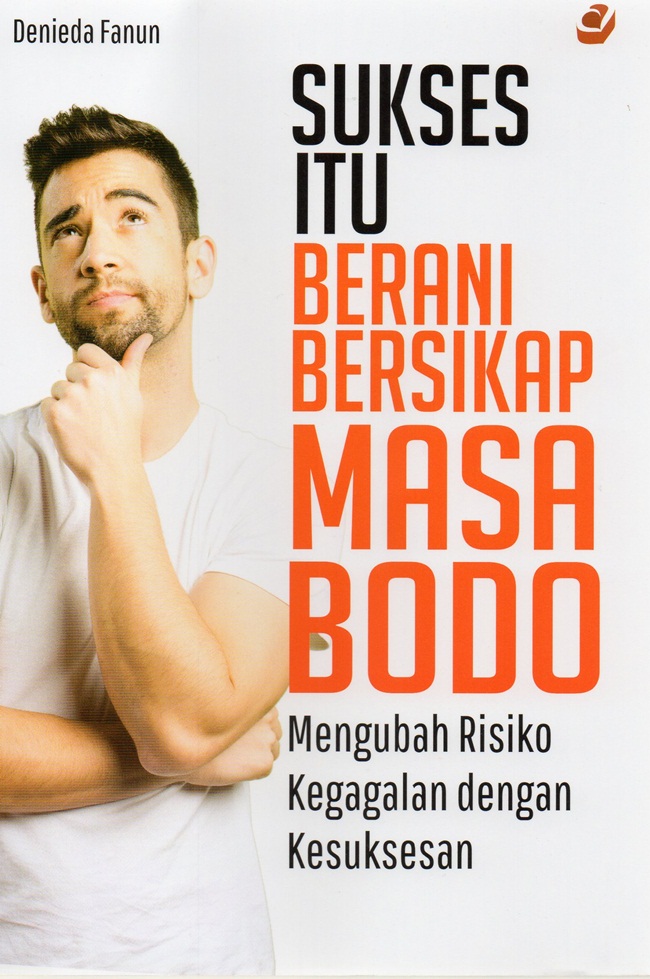 Denieda Fanun
SUKSES
ITU
BERANI
BERSIKAP
MASA
BODO
Mengubah Risiko
Kegagalan dengan
Kesuksesan